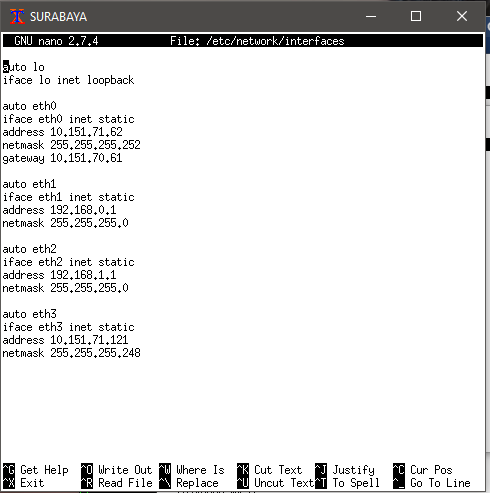 SURABAYA
GNU nano 2.7.4 File: /etc/network/interfaces
auto lo
iface lo inet loopback
auto eth0
iface eth0 inet static
address 10.151.71.62
netmask 255.255.255.252
gateway 10.151.70.61
auto eth1
iface eth1 inet static
address 192.168.0.1
netmask 255.255.255.0
auto eth2
iface eth2 inet static
address 192.168.1.1
netmask 255.255.255.0
auto eth3
iface eth3 inet static
address 10.151.71.121
netmask 255.255.255.248
^G Get Help ^O Write Out ^W Where Is ^K Cut Text ^J Justify ^C Cur Pos
^X Exit ^R Read File ^\ Replace ^U Uncut Text ^T To Spell ^_ Go To Line